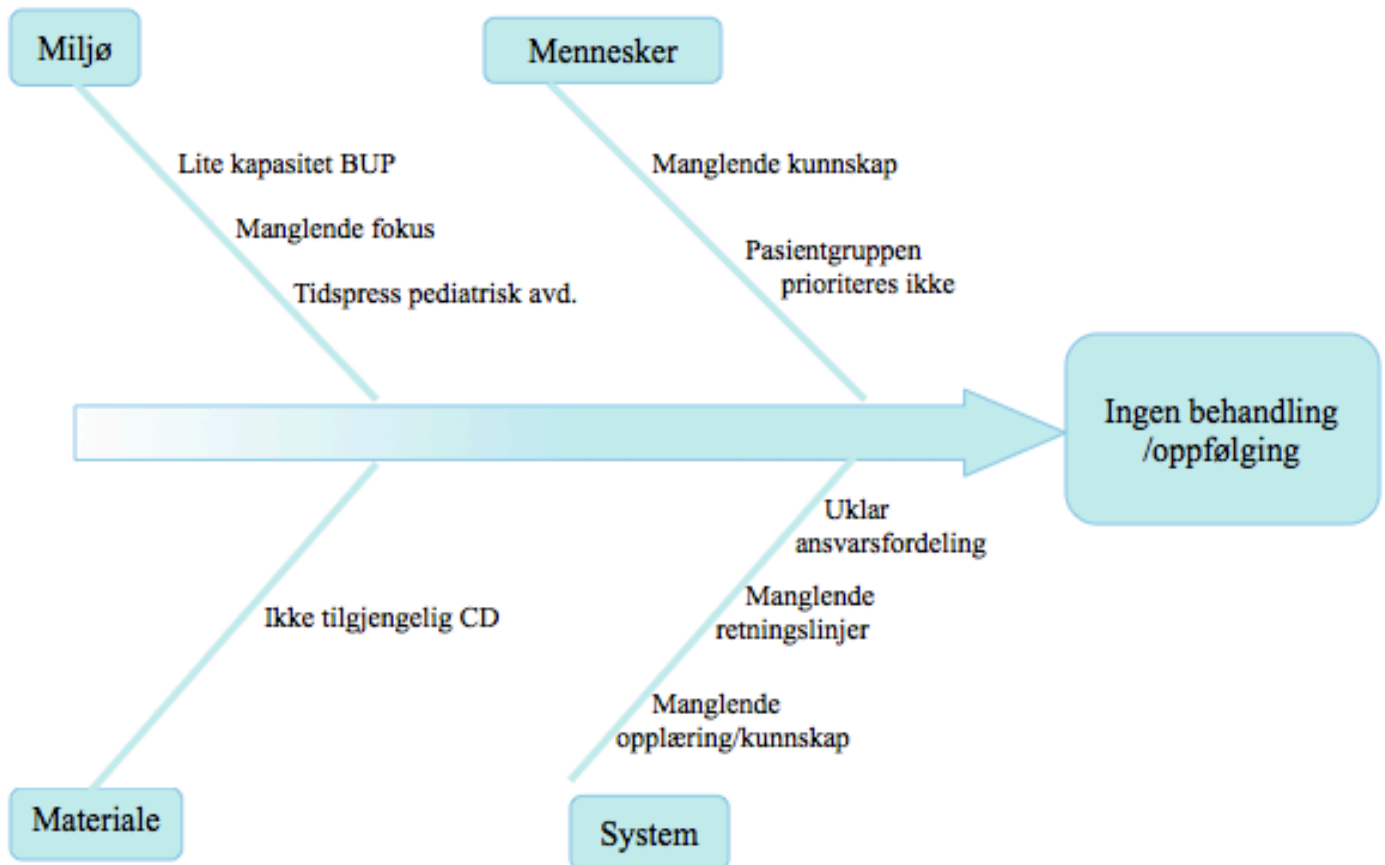 Miljø
Mennesker
Lite kapasitet BUP
Manglende fokus
Tidspress pediatrisk avd.
Manglende kunnskap
Pasientgruppen
prioriteres ikke
Ingen behandling
/oppfølging
Ikke tilgjengelig CD
Uklar
ansvarsfordeling
Manglende
retningslinjer
Manglende
opplæring/kunnskap
Materiale
System